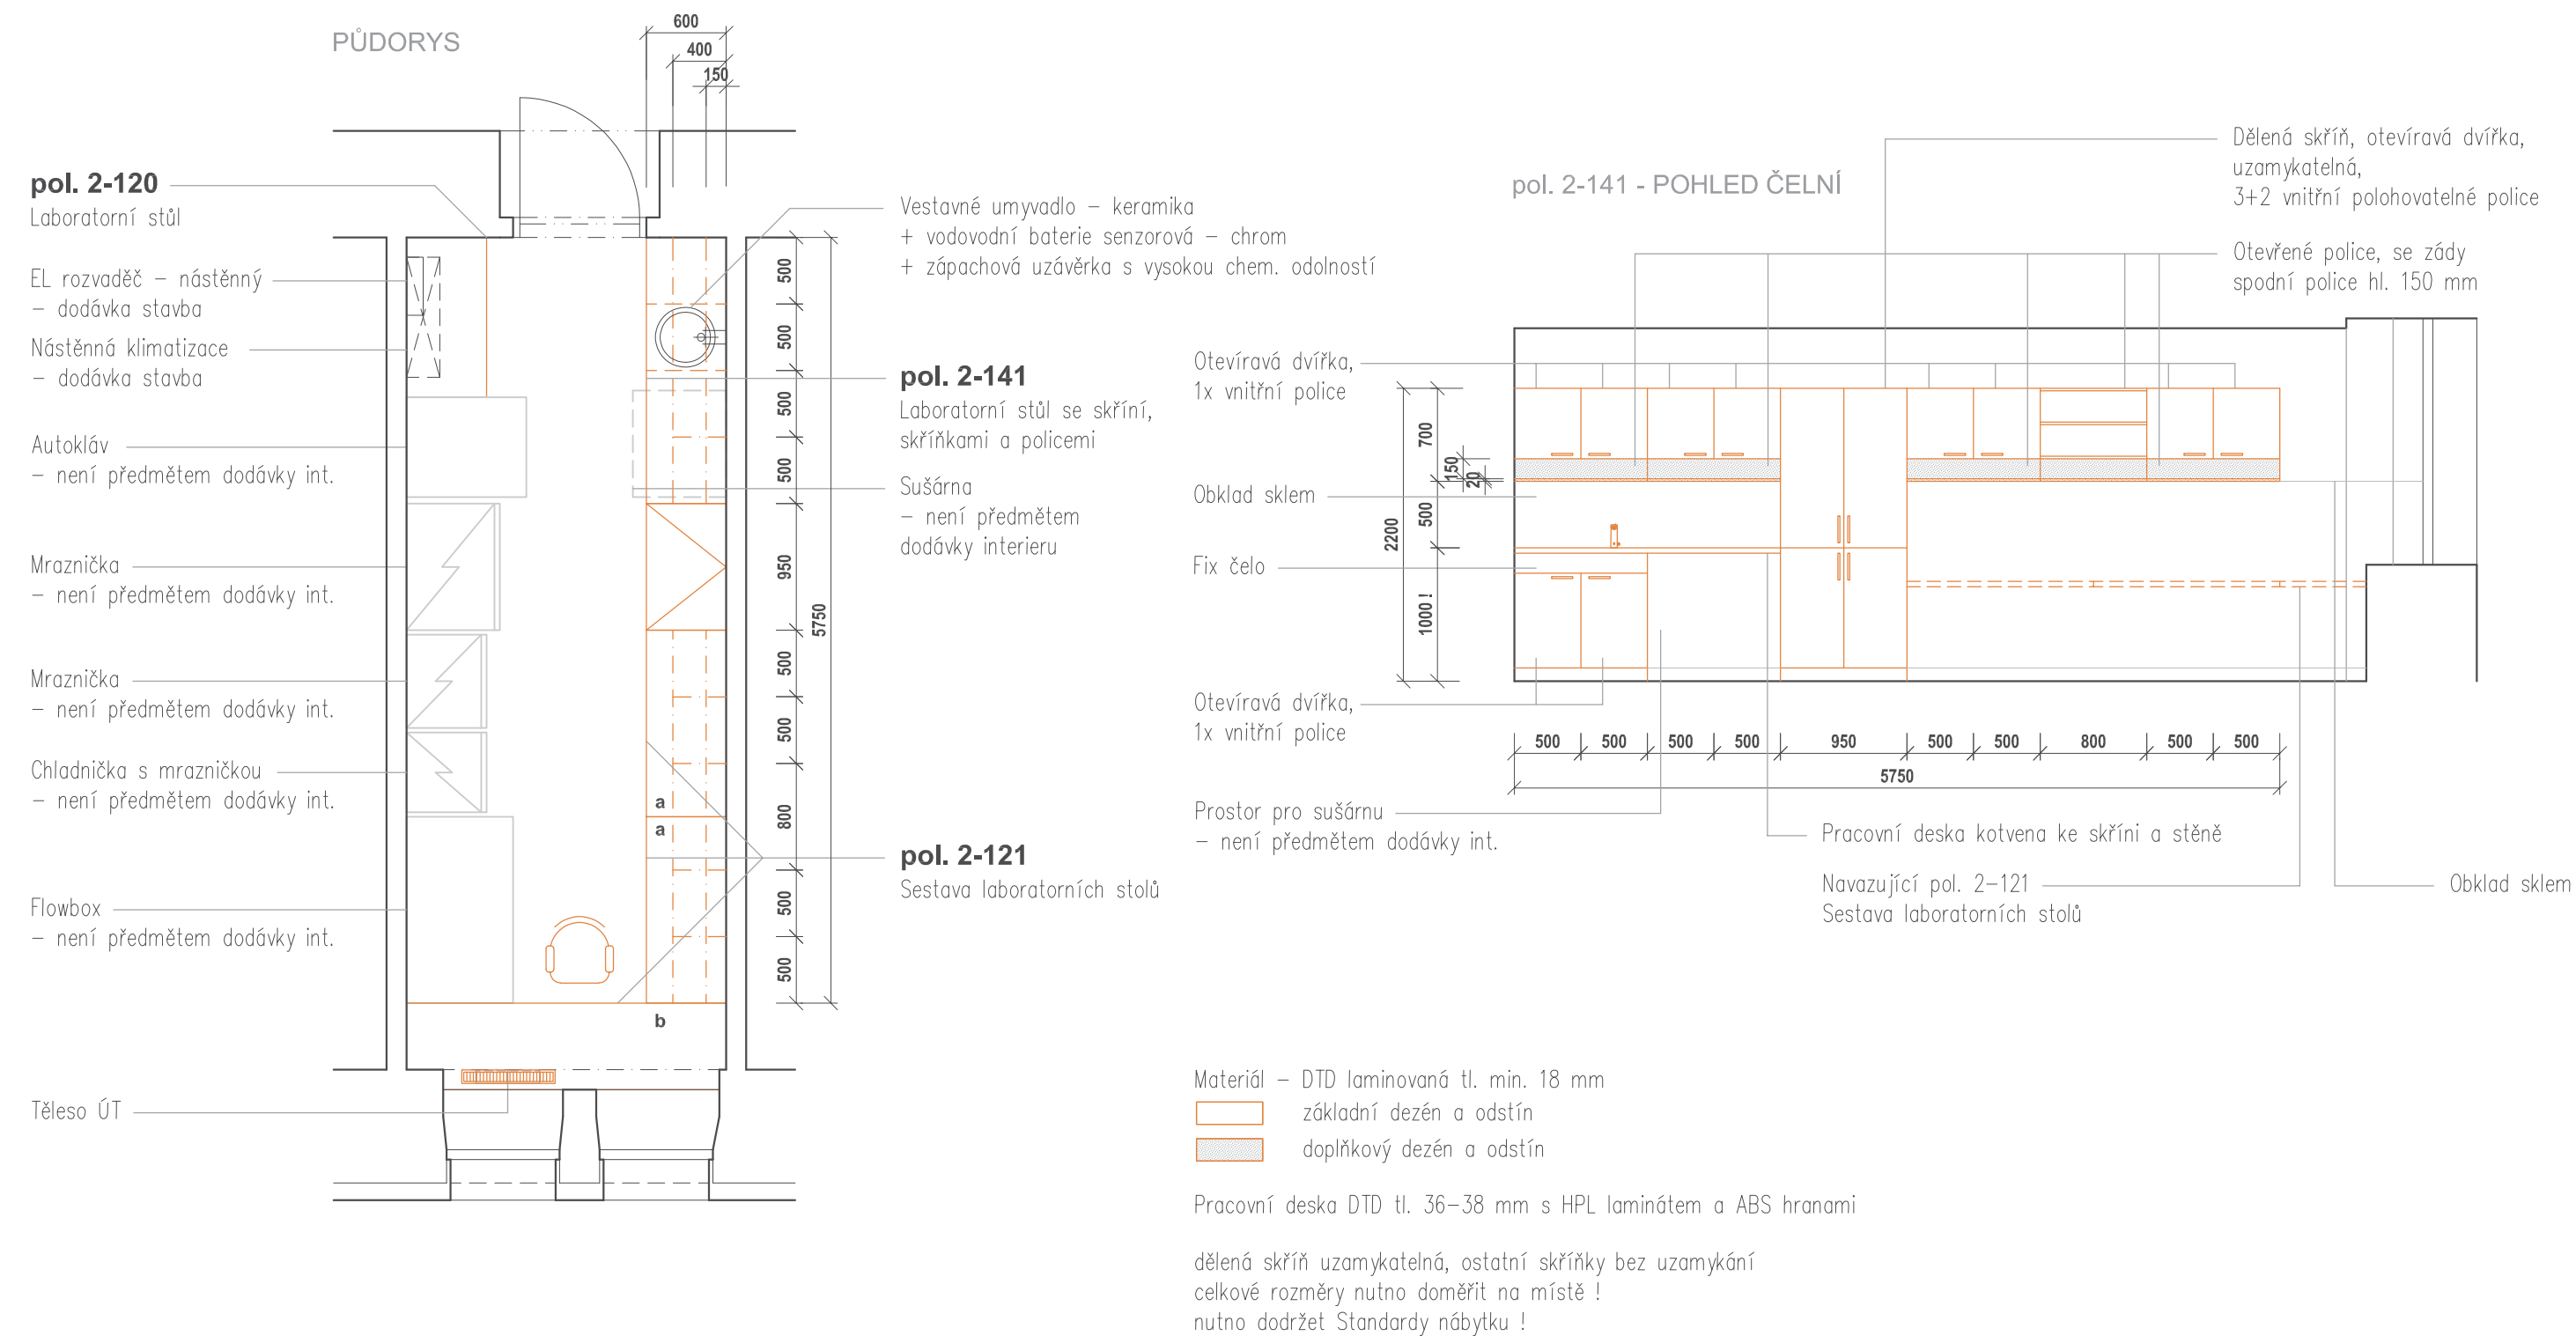 PŮDORYS
600
400
150
pol. 2-120
Laboratorní stůl
EL rozvaděč – nástěnný
– dodávka stavba
Nástěnná klimatizace
– dodávka stavba
Autokláv
– není předmětem dodávky int.
Mraznička
– není předmětem dodávky int.
Mraznička
– není předmětem dodávky int.
Chladnička s mrazničkou
– není předmětem dodávky int.
Flowbox
– není předmětem dodávky int.
Těleso ÚT
a
a
b
500
500
500
500
950
500
500
800
500
500
5750
Vestavné umyvadlo – keramika
+ vodovodní baterie senzorová – chrom
+ zápachová uzávěrka s vysokou chem. odolností
pol. 2-141
Laboratorní stůl se skříní,
skříňkami a policemi
Sušárna
– není předmětem
dodávky interieru
pol. 2-121
Sestava laboratorních stolů
pol. 2-141 - POHLED ČELNÍ
Dělená skříň, otevíravá dvířka,
uzamykatelná,
3+2 vnitřní polohovatelné police
Otevřené police, se zády
spodní police hl. 150 mm
Otevíravá dvířka,
1x vnitřní police
Obklad sklem
Fix čelo
Otevíravá dvířka,
1x vnitřní police
2200
700
500
1000 !
150
20
500
500
500
500
950
500
500
800
500
500
5750
Prostor pro sušárnu
– není předmětem dodávky int.
Pracovní deska kotvena ke skříni a stěně
Navazující pol. 2–121
Sestava laboratorních stolů
Obklad sklem
Materiál – DTD laminovaná tl. min. 18 mm
základní dezén a odstín
doplňkový dezén a odstín
Pracovní deska DTD tl. 36–38 mm s HPL laminátem a ABS hranami
dělená skříň uzamykatelná, ostatní skříňky bez uzamykání
celkové rozměry nutno doměřit na místě !
nutno dodržet Standardy nábytku !